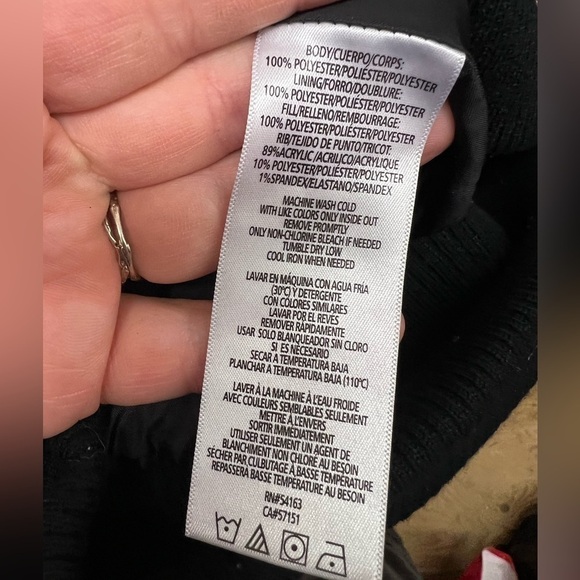 BODY/CUERPO/CORPS:
100% POLYESTER/POLIÉSTER/POLYESTER
LINING/FORRO/DOUBLURE:
100% POLYESTER/POLIÉSTER/POLYESTER
FILL/RELLENO/REMBOURRAGE:
100% POLYESTER/POLIÉSTER/POLYESTER
RIB/TEJIDO DE PUNTO/TRICOT:
89% ACRYLIC /ACRILICO/ACRYLIQUE
10% POLYESTER/POLIÉSTER/POLYESTER
1% SPANDEX/ELASTANO/SPANDEX
MACHINE WASH COLD
WITH LIKE COLORS ONLY INSIDE OUT
REMOVE PROMPTLY
ONLY NON-CHLORINE BLEACH IF NEEDED
TUMBLE DRY LOW
COOL IRON WHEN NEEDED
LAVAR EN MÁQUINA CON AGUA FRÍA
(30°C) Y DETERGENTE
CON COLORES SIMILARES
LAVAR POR EL REVES
REMOVER RÁPIDAMENTE
USAR SOLO BLANQUEADOR SIN CLORO
SI ES NECESARIO
SECAR A TEMPERATURA BAJA
PLANCHAR A TEMPERATURA BAJA (110°C)
LAVER À LA MACHINE À L'EAU FROIDE
AVEC COULEURS SEMBLABLES SEULEMENT
METTRE À L'ENVERS
SORTIR IMMÉDIATEMENT
UTILISER SEULEMENT UN AGENT DE
BLANCHIMENT NON CHLORÉ AU BESOIN
SÉCHER PAR CULBUTAGE À BASSE TEMPÉRATURE
REPASSERA BASSE TEMPÉRATURE AU BESOIN
RN#54163
CA#57151